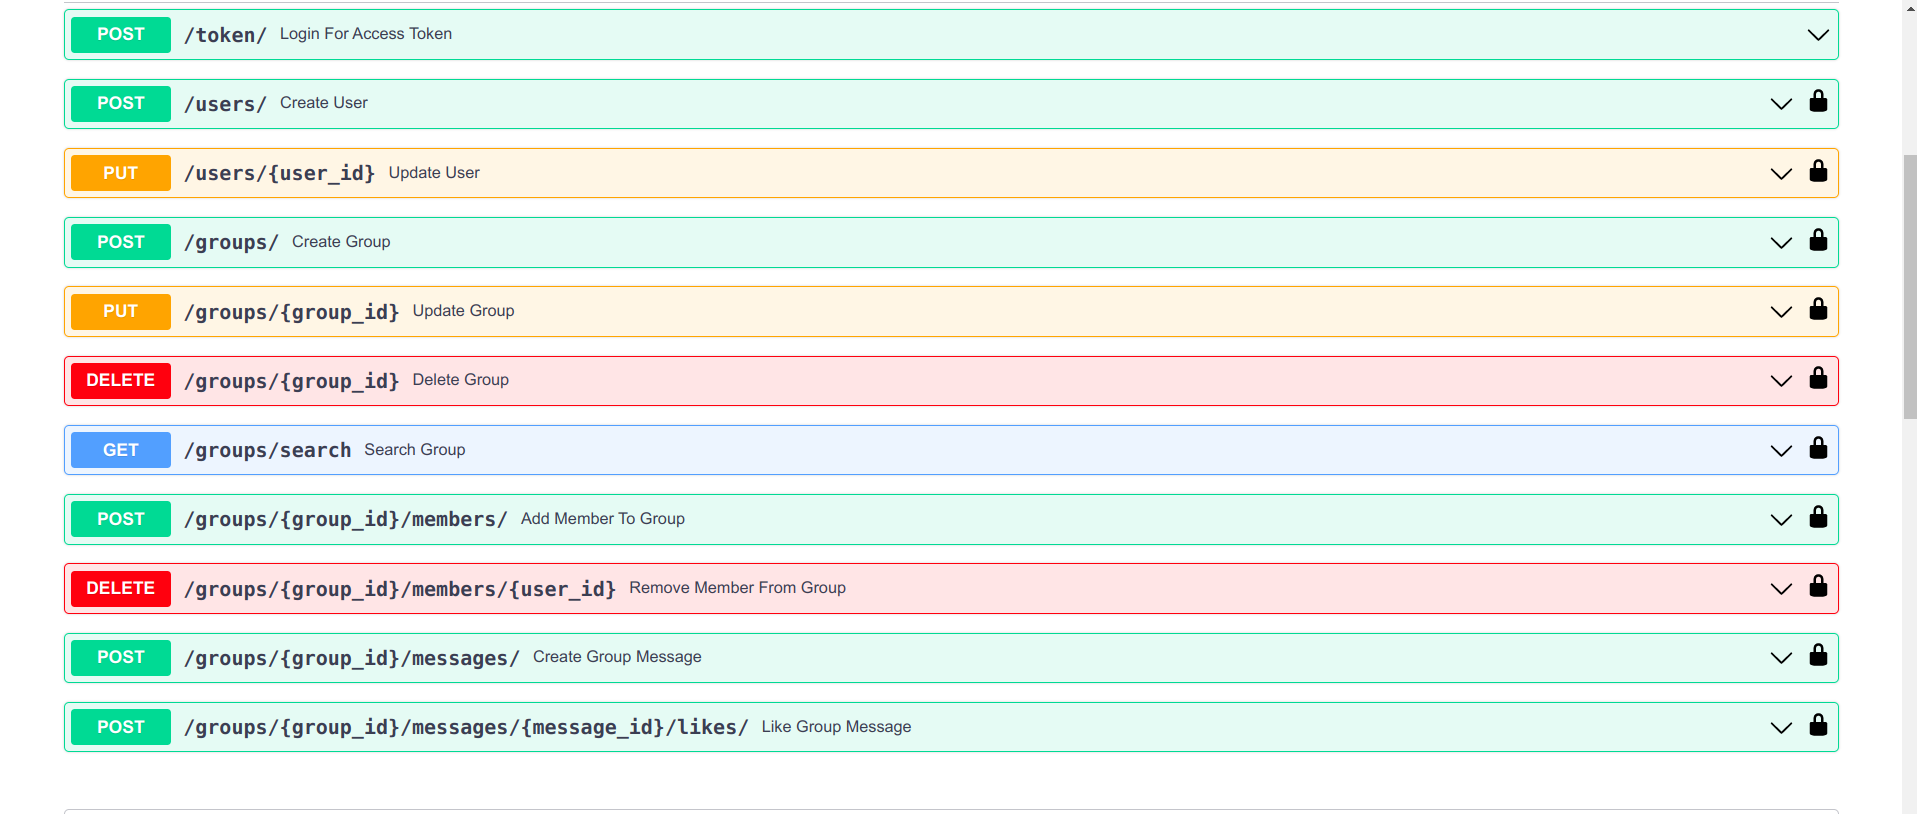 POST /token/ Login For Access Token
POST /users/ Create User
PUT /users/{user_id} Update User
POST /groups/ Create Group
PUT /groups/{group_id} Update Group
DELETE /groups/{group_id} Delete Group
GET /groups/search Search Group
POST /groups/{group_id}/members/ Add Member To Group
DELETE /groups/{group_id}/members/{user_id} Remove Member From Group
POST /groups/{group_id}/messages/ Create Group Message
POST /groups/{group_id}/messages/{message_id}/likes/ Like Group Message